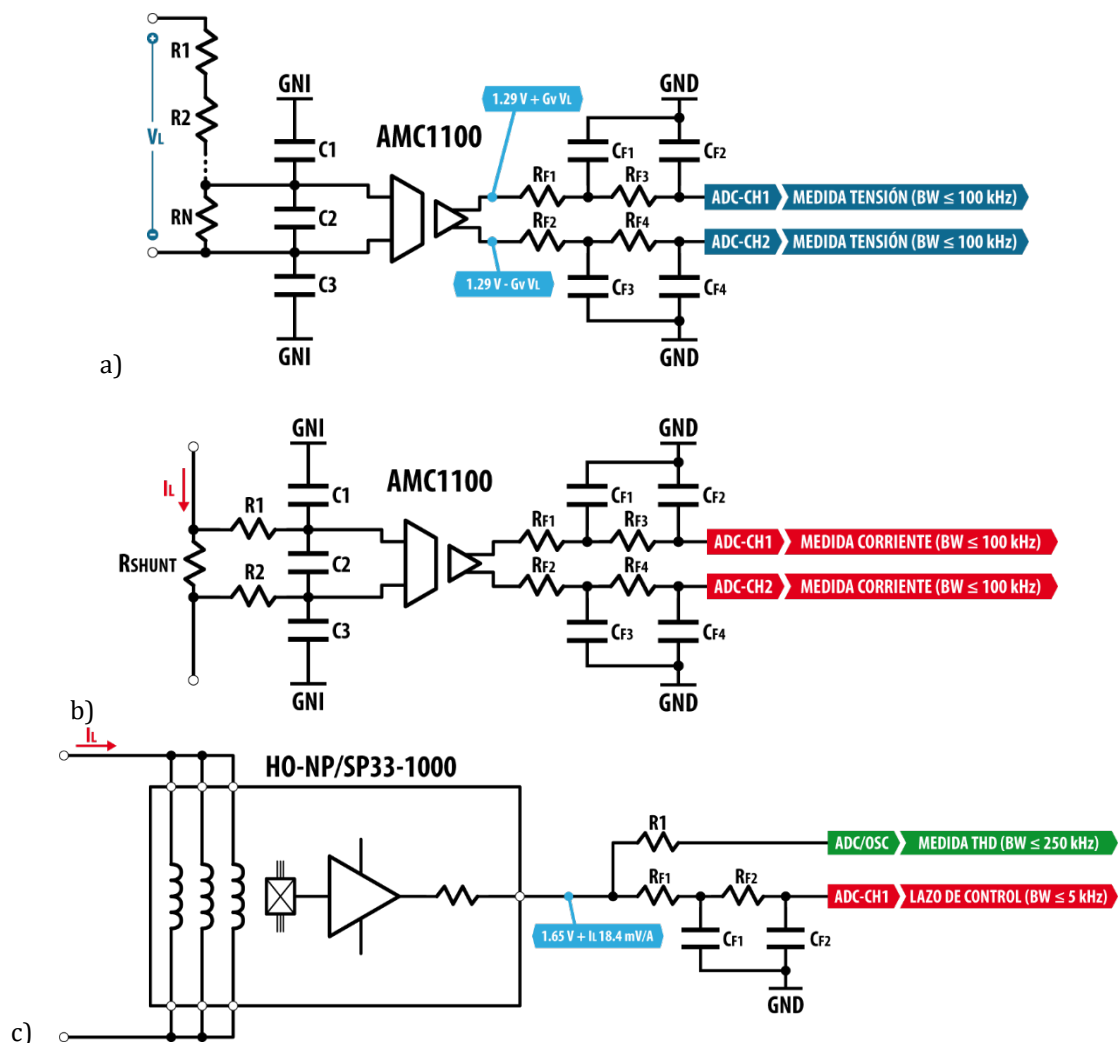 R1
GNI
GND
1.29 V + Gv VL
R2
AMC1100
C1
CF1
CF2
VL
RF1
RF3
ADC-CH1 MEDIDA TENSIÓN (BW ≤ 100 kHz)
RN
C2
RF2
RF4
ADC-CH2 MEDIDA TENSIÓN (BW ≤ 100 kHz)
C3
1.29 V - Gv VL
CF3
CF4
GNI
GND
a)
GNI
GND
AMC1100
IL
R1
C1
CF1
CF2
RF1
RF3
ADC-CH1 MEDIDA CORRIENTE (BW ≤ 100 kHz)
RSHUNT
C2
R2
RF2
RF4
ADC-CH2 MEDIDA CORRIENTE (BW ≤ 100 kHz)
C3
CF3
CF4
GNI
GND
b)
IL
HO-NP/SP33-1000
R1
ADC/OSC MEDIDA THD (BW ≤ 250 kHz)
RF1
RF2
ADC-CH1 LAZO DE CONTROL (BW ≤ 5 kHz)
1.65 V + IL 18.4 mV/A
CF1
CF2
GND
c)